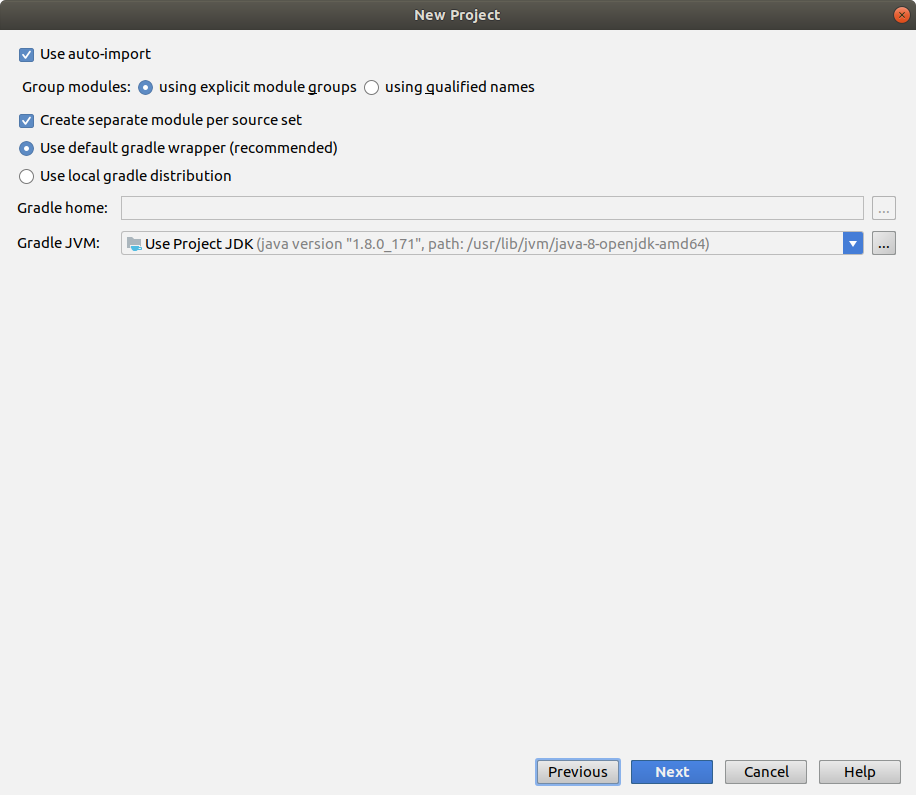 New Project
Use auto-import
Group modules: using explicit module groups using qualified names
Create separate module per source set
Use default gradle wrapper (recommended)
Use local gradle distribution
Gradle home: ...
Gradle JVM: Use Project JDK (java version "1.8.0_171", path: /usr/lib/jvm/java-8-openjdk-amd64) ...
Previous Next Cancel Help